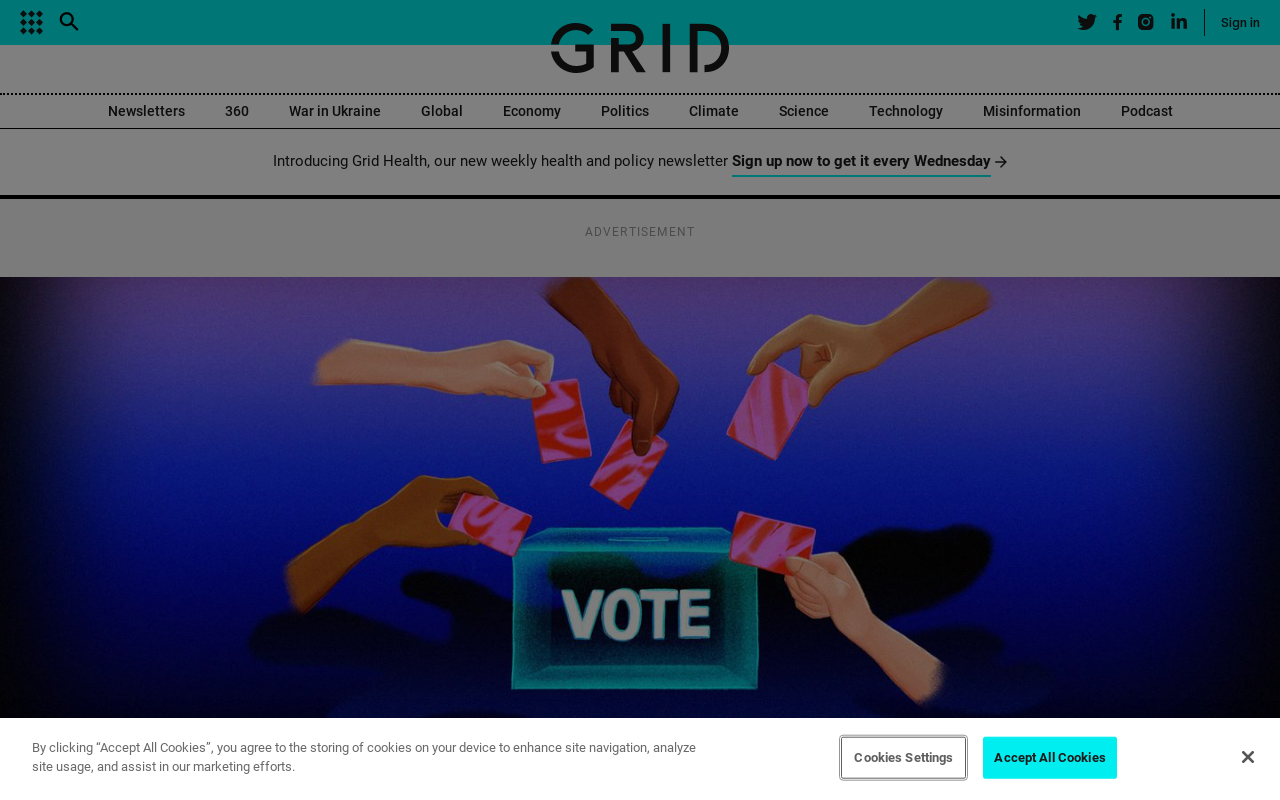 Sign in
GRID
Newsletters 360 War in Ukraine Global Economy Politics Climate Science Technology Misinformation Podcast
Introducing Grid Health, our new weekly health and policy newsletter Sign up now to get it every Wednesday →
ADVERTISEMENT
VOTE
By clicking “Accept All Cookies”, you agree to the storing of cookies on your device to enhance site navigation, analyze
site usage, and assist in our marketing efforts.
Cookies Settings
Accept All Cookies